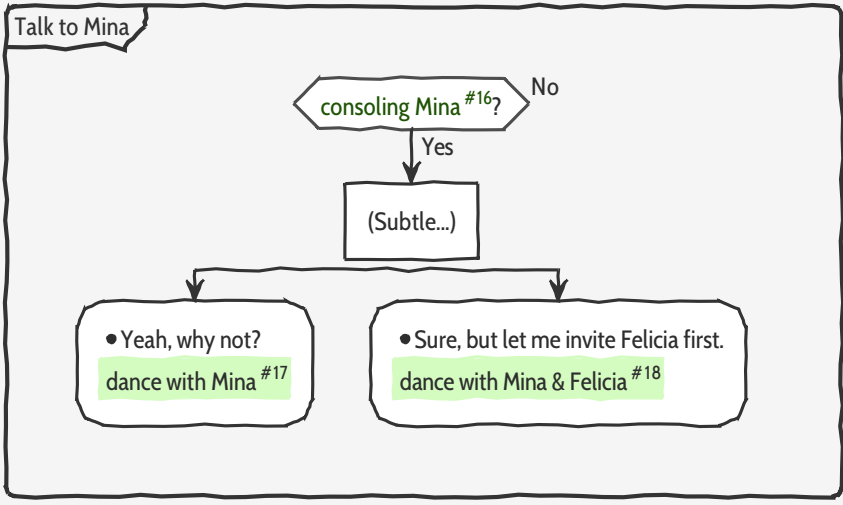 Talk to Mina
consoling Mina #16?
No
Yes
(Subtle...)
• Yeah, why not?
dance with Mina #17
• Sure, but let me invite Felicia first.
dance with Mina & Felicia #18